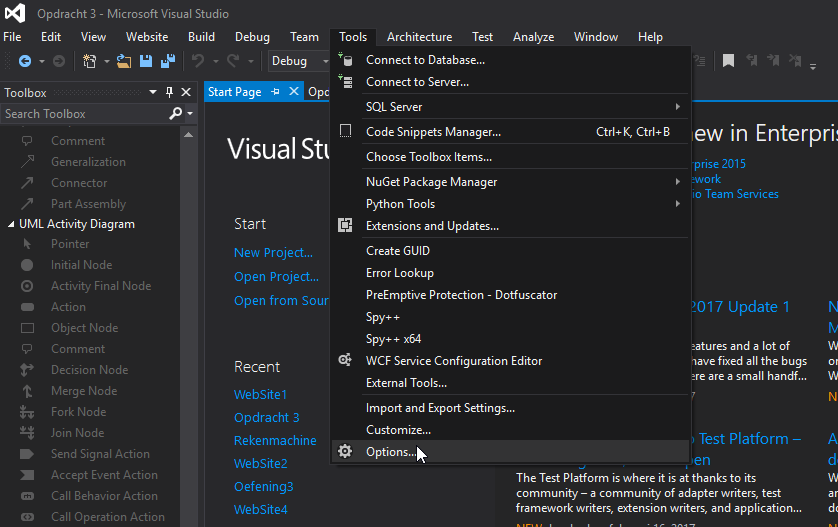 Opdracht 3 - Microsoft Visual Studio
File Edit View Website Build Debug Team Tools Architecture Test Analyze Window Help
Debug
Toolbox
Search Toolbox
Comment
Generalization
Connector
Part Assembly
UML Activity Diagram
Pointer
Initial Node
Activity Final Node
Action
Object Node
Comment
Decision Node
Merge Node
Fork Node
Join Node
Send Signal Action
Accept Event Action
Call Behavior Action
Call Operation Action
Start Page
Visual Stu
Start
New Project...
Open Project...
Open from Sour
Recent
WebSite1
Opdracht 3
Rekenmachine
WebSite2
Oefening3
WebSite4
Connect to Database...
Connect to Server...
SQL Server
Code Snippets Manager... Ctrl+K, Ctrl+B
Choose Toolbox Items...
NuGet Package Manager
Python Tools
Extensions and Updates...
Create GUID
Error Lookup
PreEmptive Protection - Dotfuscator
Spy++
Spy++ x64
WCF Service Configuration Editor
External Tools...
Import and Export Settings...
Customize...
Options...
ew in Enterpri
rprise 2015
ework
io Team Services
2017 Update 1
eatures and a lot of
have fixed all the bugs
ere are a small handf...
Test Platform –
pen
The Test Platform is where it is at thanks to its
community – a community of adapter writers, test
framework writers, extension writers, and application...